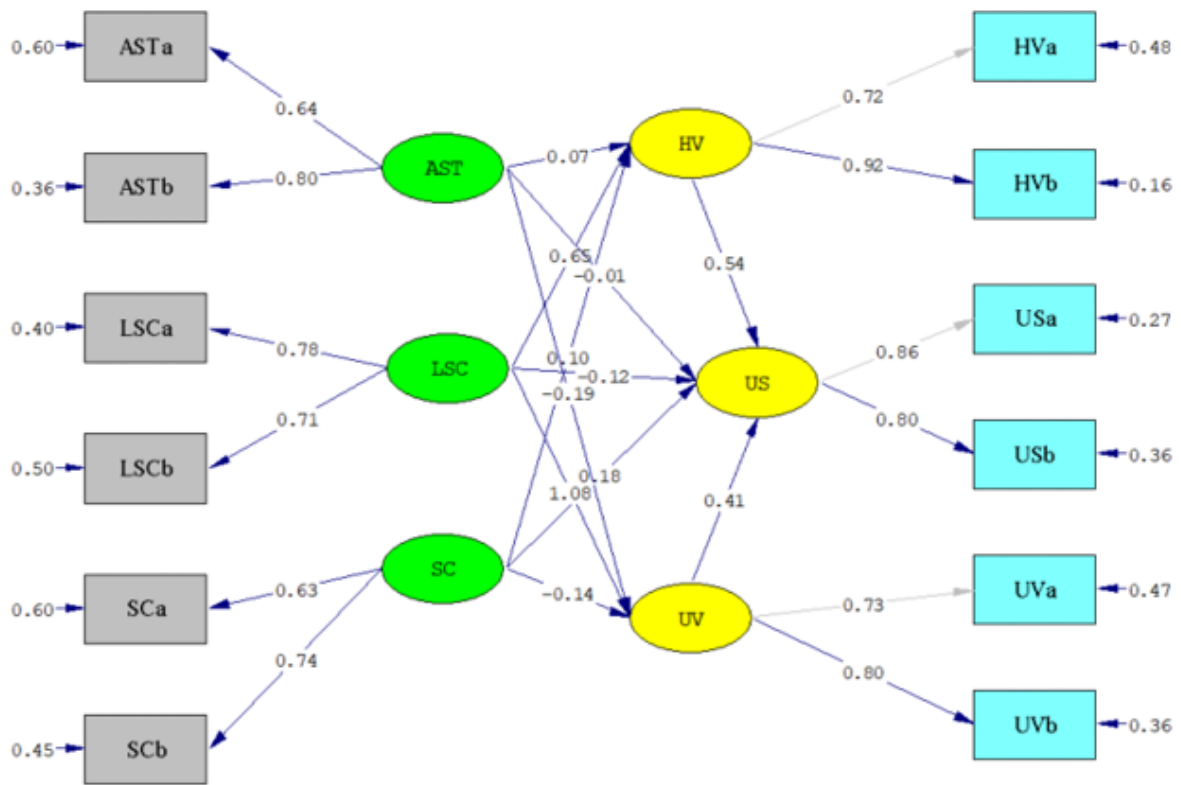 0.60 ASTa HVa 0.48
0.72
0.64
HV
0.07
AST
0.80 0.92
0.36 ASTb HVb 0.16
0.65
-0.01
0.54
0.40 LSCa USa 0.27
0.78 0.86
0.10
LSC -0.12 US
-0.19
0.71 0.80
0.50 LSCb USb 0.36
0.18
1.08
0.41
SC
0.63 -0.14 UVa 0.47
0.60 SCa 0.73
UV
0.74 0.80
0.45 SCb UVb 0.36